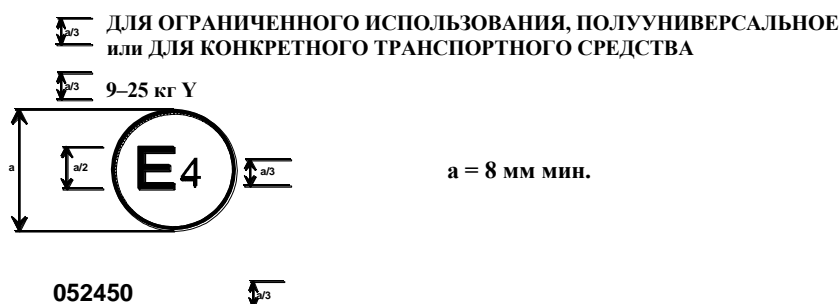 a/3 ДЛЯ ОГРАНИЧЕННОГО ИСПОЛЬЗОВАНИЯ, ПОЛУУНИВЕРСАЛЬНОЕ
или ДЛЯ КОНКРЕТНОГО ТРАНСПОРТНОГО СРЕДСТВА
a/3 9–25 кг Y
a a/2 E4 a/3 a = 8 мм мин.
052450 a/3